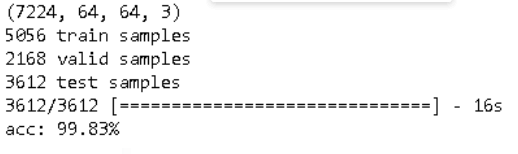 (7224, 64, 64, 3)
5056 train samples
2168 valid samples
3612 test samples
3612/3612 [==============================] - 16s
acc: 99.83%